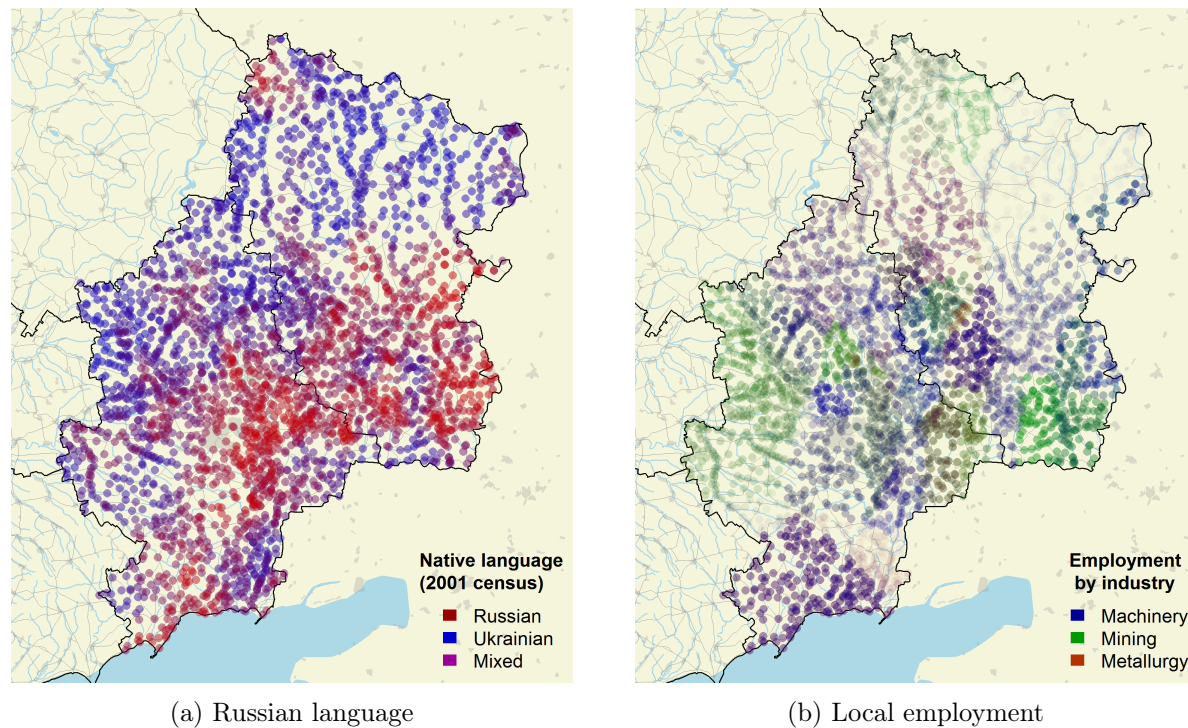 Native language
(2001 census)
Russian
Ukrainian
Mixed
Employment
by industry
Machinery
Mining
Metallurgy
(a) Russian language
(b) Local employment